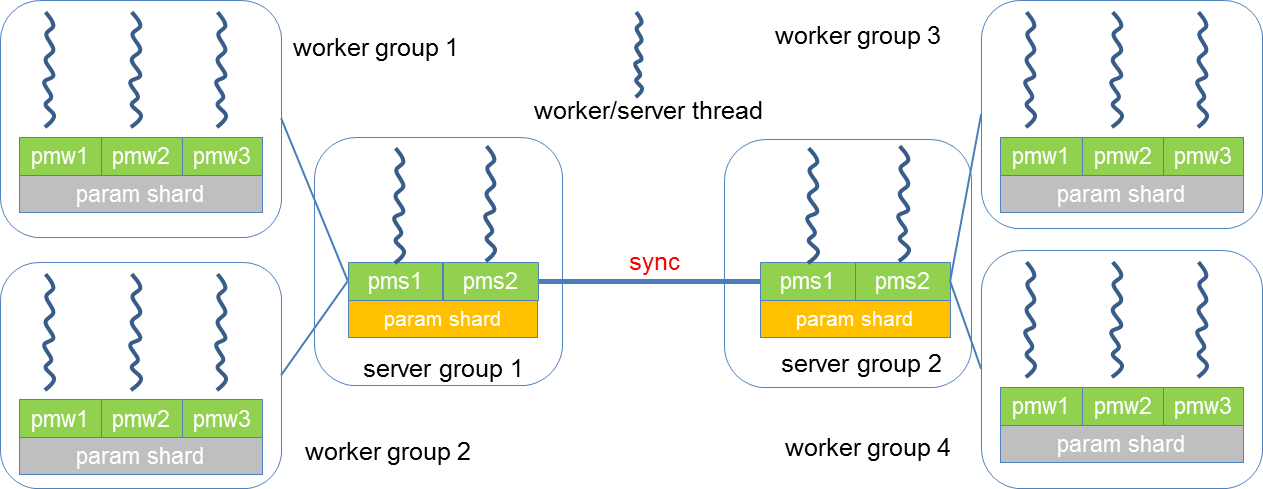 worker group 1
pmw1 pmw2 pmw3
param shard
worker group 2
pmw1 pmw2 pmw3
param shard
worker/server thread
pms1 pms2
param shard
server group 1
sync
pms1 pms2
param shard
server group 2
worker group 3
pmw1 pmw2 pmw3
param shard
worker group 4
pmw1 pmw2 pmw3
param shard